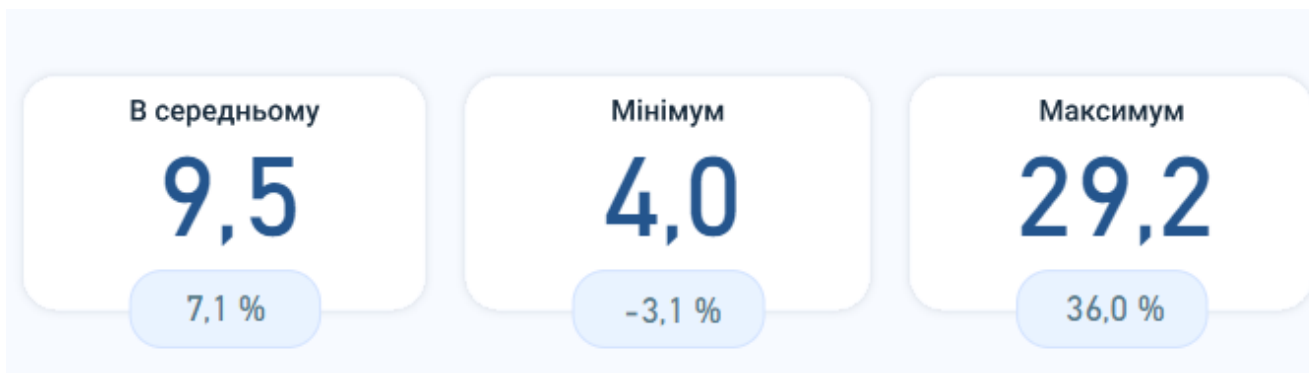 В середньому
9,5
7,1 %
Мінімум
4,0
-3,1 %
Максимум
29,2
36,0 %